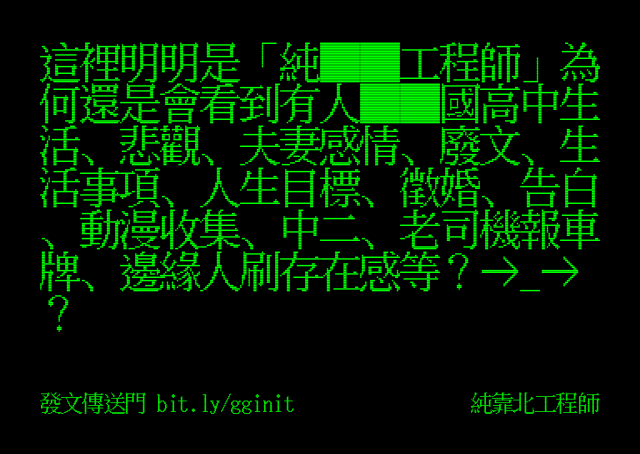 這裡明明是「純▓▓工程師」為
何還是會看到有人▓▓國高中生
活、悲觀、夫妻感情、廢文、生
活事項、人生目標、徵婚、告白
、動漫收集、中二、老司機報車
牌、邊緣人刷存在感等？→_→
？
發文傳送門 bit.ly/gginit
純靠北工程師